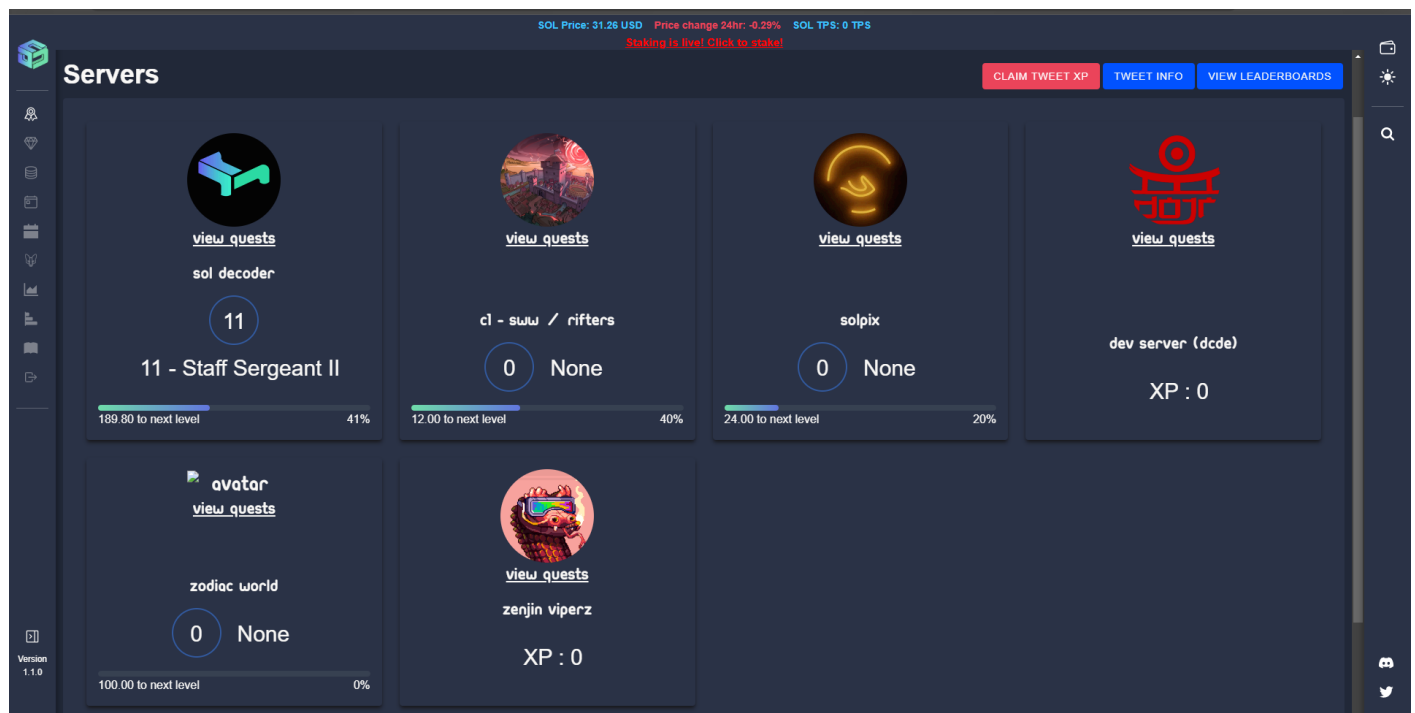 SOL Price: 31.26 USD Price change 24hr: -0.29% SOL TPS: 0 TPS
Staking is live! Click to stake!
Servers
CLAIM TWEET XP TWEET INFO VIEW LEADERBOARDS
view quests
sol decoder
11
11 - Staff Sergeant II
189.80 to next level 41%
view quests
c1 - sww / rifters
0 None
12.00 to next level 40%
view quests
solpix
0 None
24.00 to next level 20%
view quests
dev server (dcde)
XP : 0
avatar
view quests
zodiac world
0 None
100.00 to next level 0%
view quests
zenjin viperz
XP : 0
Version
1.1.0